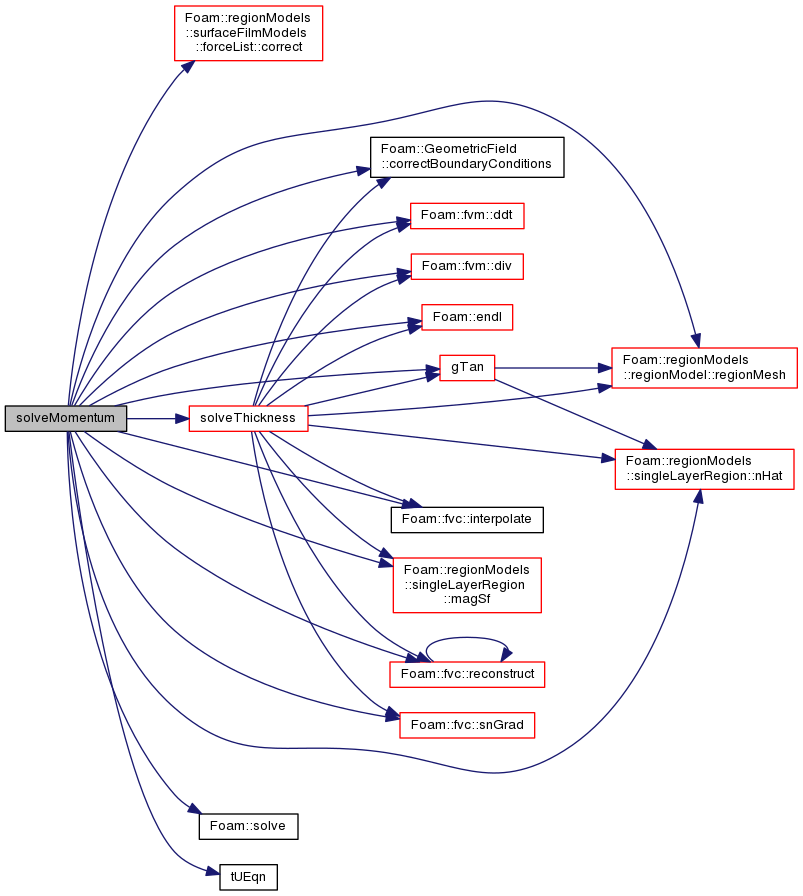 Foam::regionModels
::surfaceFilmModels
::forceList::correct
Foam::GeometricField
::correctBoundaryConditions
Foam::fvm::ddt
Foam::fvm::div
Foam::endl
gTan
Foam::regionModels
::regionModel::regionMesh
solveMomentum
solveThickness
Foam::regionModels
::singleLayerRegion::nHat
Foam::fvc::interpolate
Foam::regionModels
::singleLayerRegion
::magSf
Foam::fvc::reconstruct
Foam::fvc::snGrad
Foam::solve
tUEqn